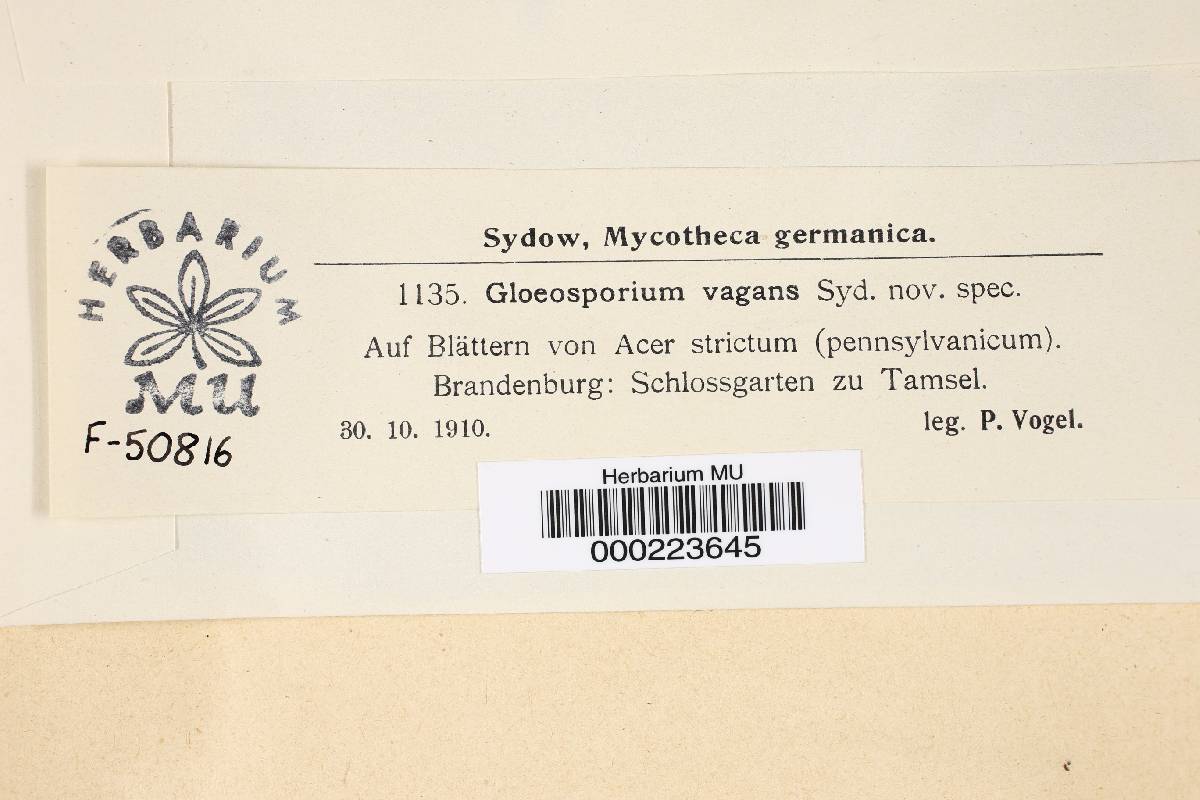 Sydow, Mycotheca germanica.
1135. Gloeosporium vagans Syd. nov. spec.
Auf Blättern von Acer strictum (pennsylvanicum).
Brandenburg: Schlossgarten zu Tamsel.
30. 10. 1910. leg. P. Vogel.
HERBARIUM
MU
F-50816
Herbarium MU
000223645